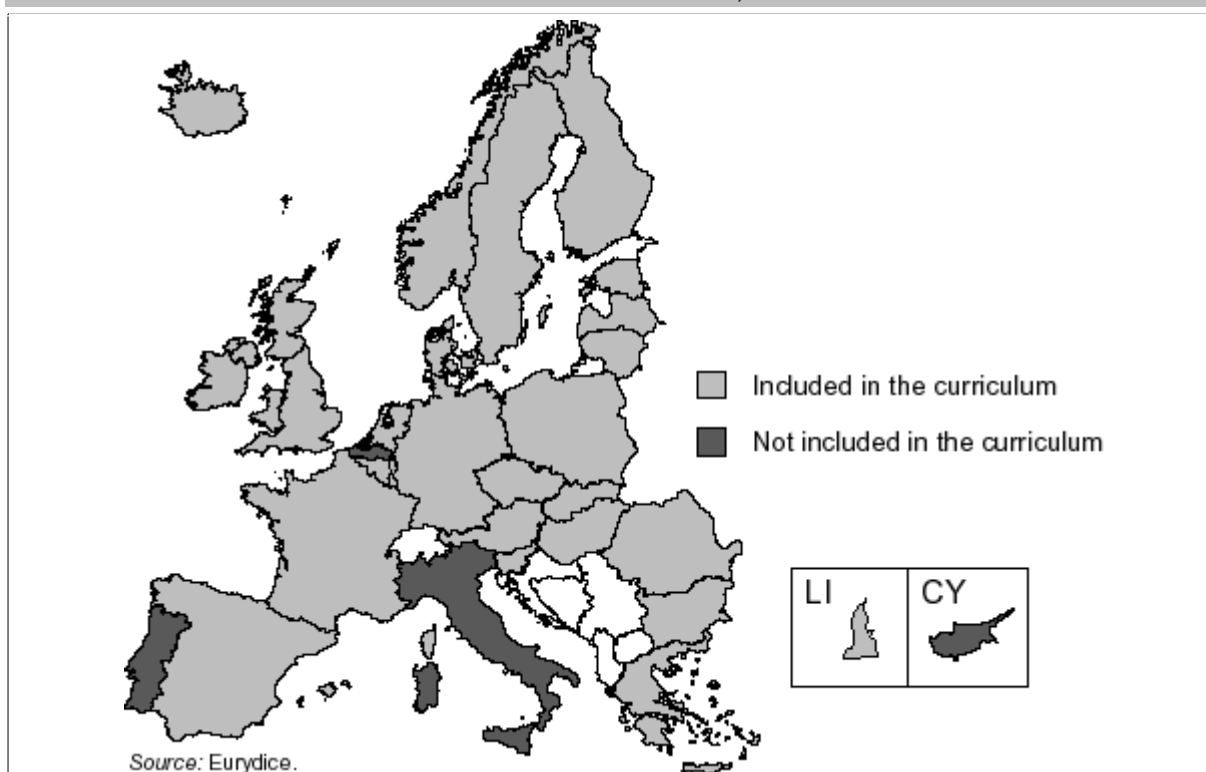 Included in the curriculum
Not included in the curriculum
LI
CY
Source: Eurydice.